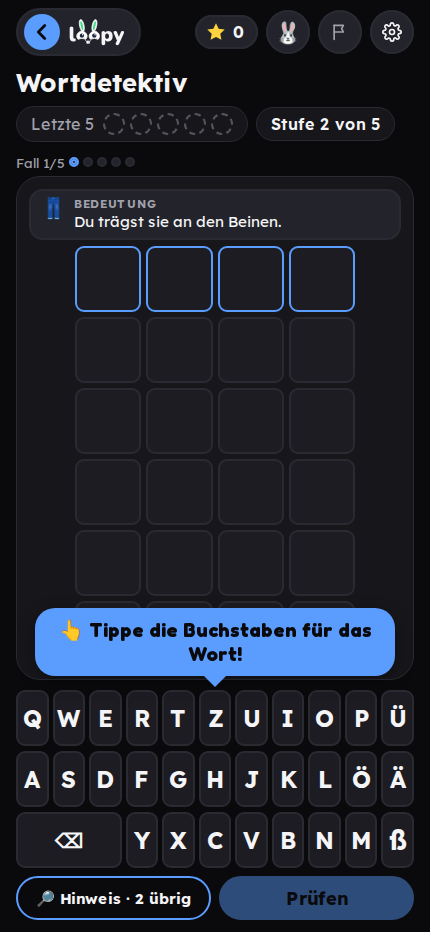 loopy
0
Wortdetektiv
Letzte 5
Stufe 2 von 5
Fall 1/5
BEDEUTUNG
Du trägst sie an den Beinen.
👆 Tippe die Buchstaben für das
Wort!
Q W E R T Z U I O P Ü
A S D F G H J K L Ö Ä
⌫ Y X C V B N M ß
🔎 Hinweis · 2 übrig
Prüfen